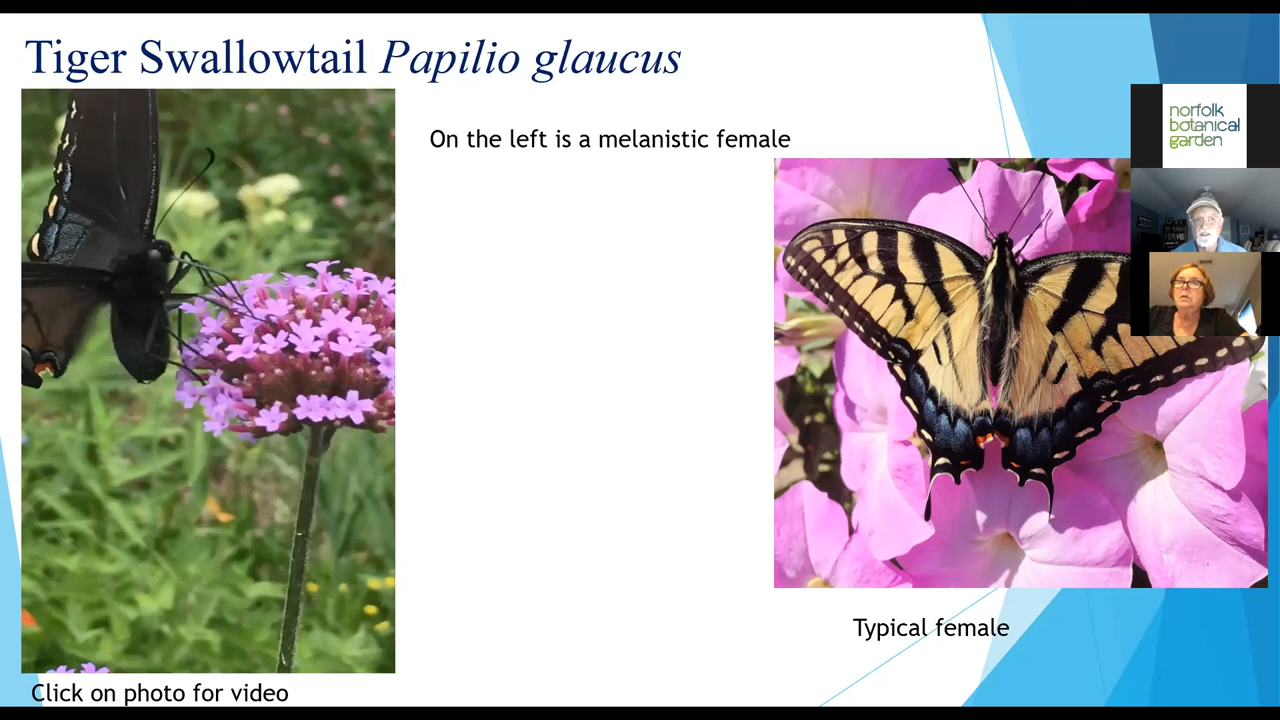 Tiger Swallowtail Papilio glaucus
On the left is a melanistic female
norfolk
botanical
garden
Typical female
Click on photo for video